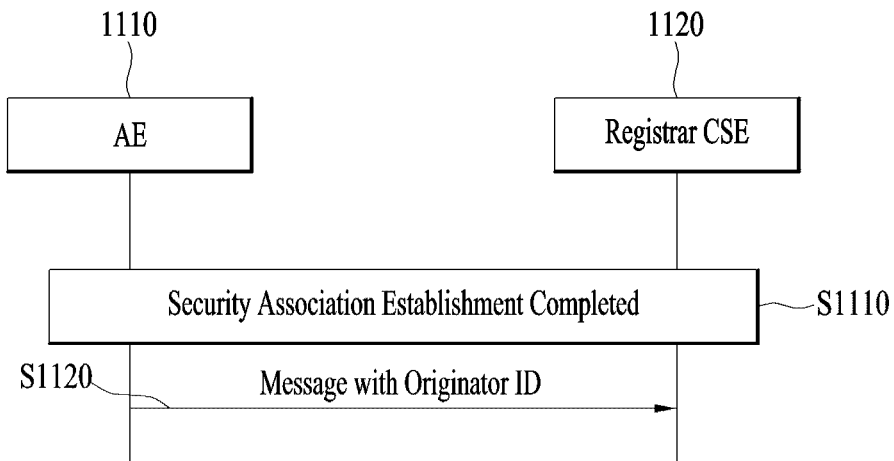 1110
1120
AE
Registrar CSE
Security Association Establishment Completed
S1110
S1120
Message with Originator ID